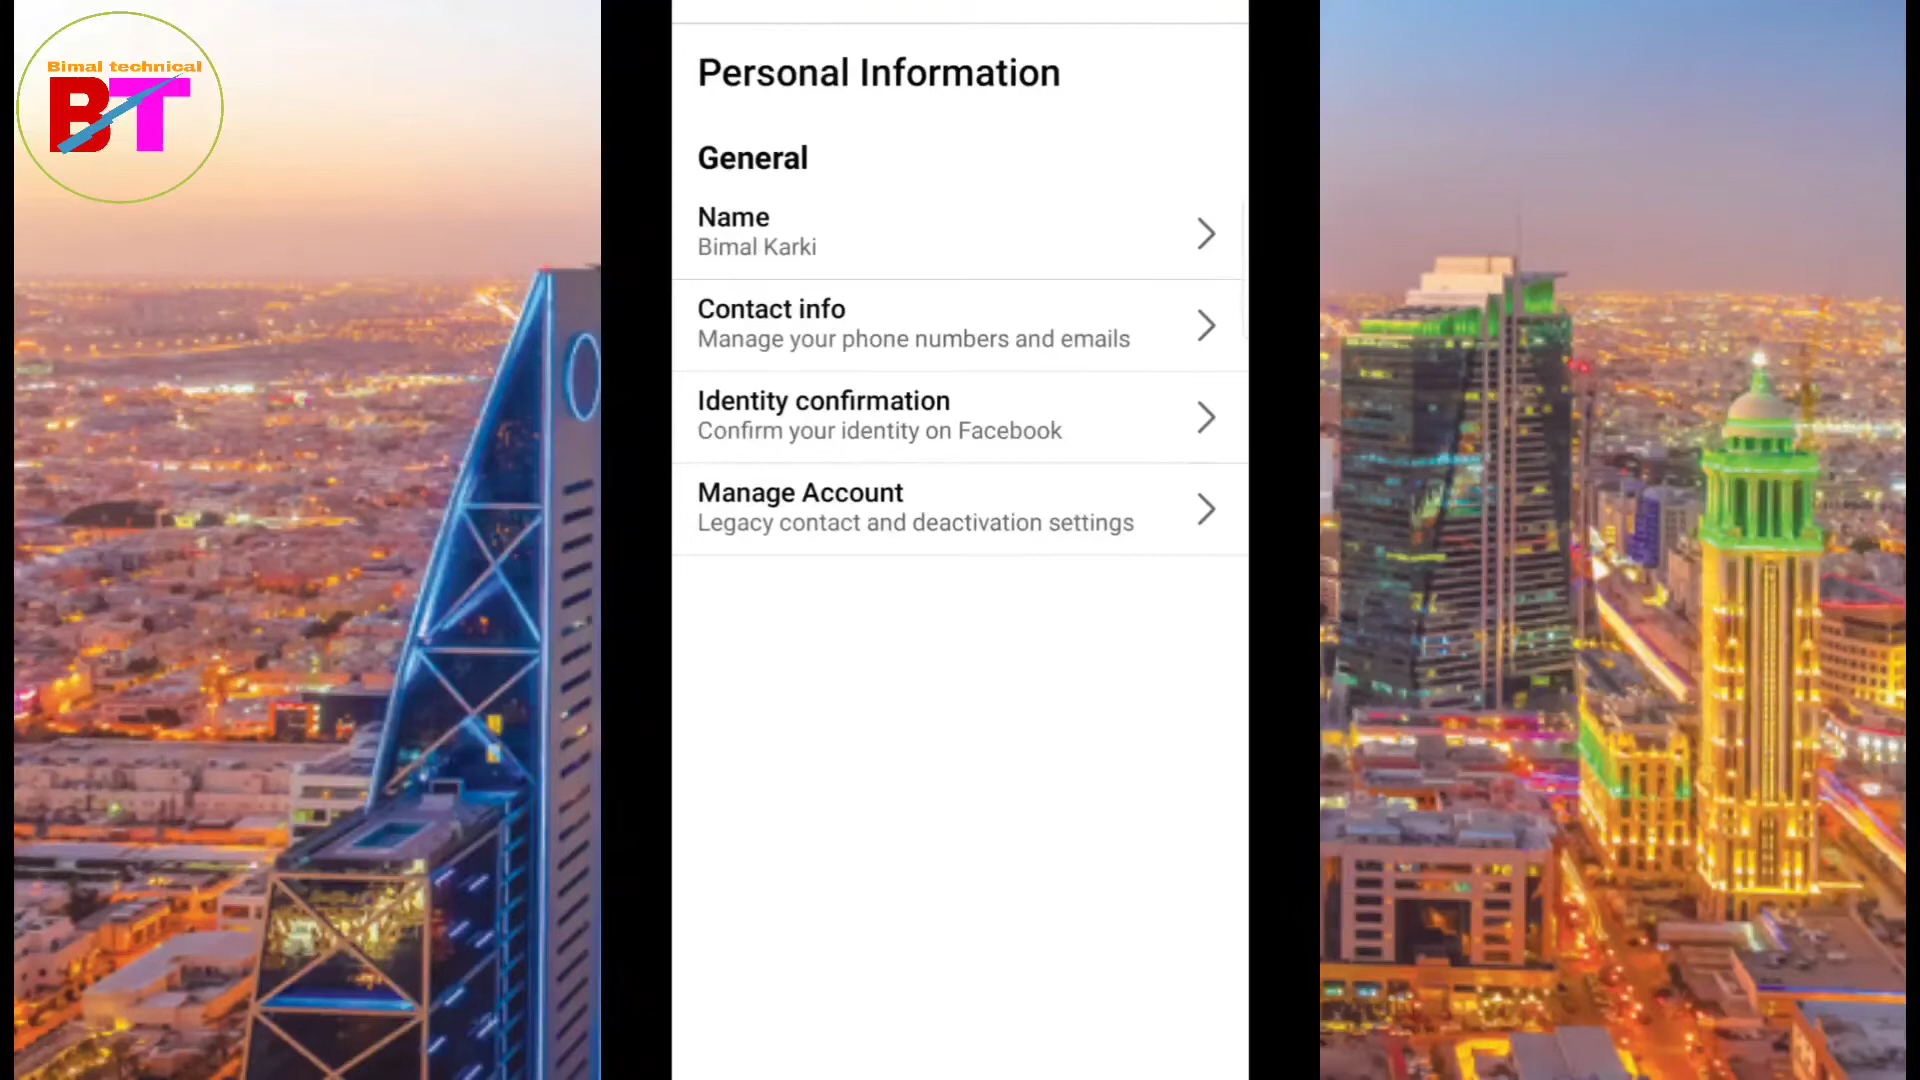 Bimal technical
BT
Personal Information
General
Name
Bimal Karki
Contact info
Manage your phone numbers and emails
Identity confirmation
Confirm your identity on Facebook
Manage Account
Legacy contact and deactivation settings